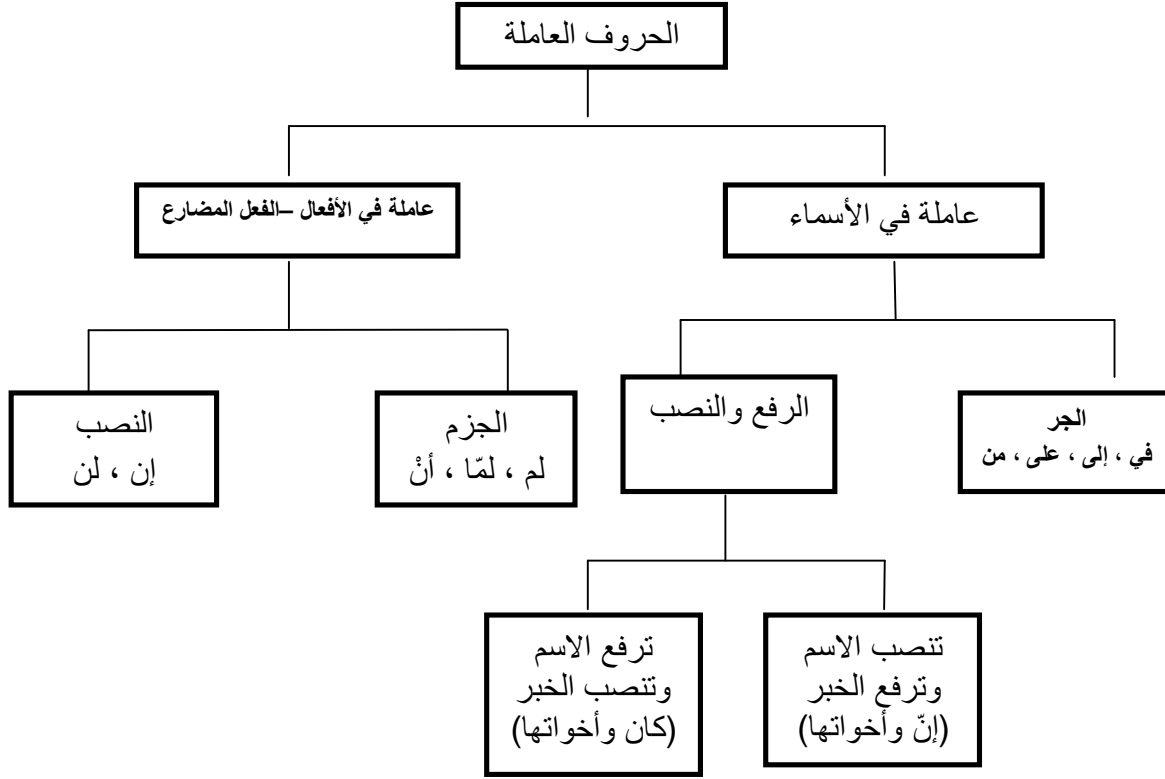 الحروف العاملة
عاملة في الأسماء
عاملة في الأفعال –الفعل المضارع
الجر
في ، إلى ، على ، من
الرفع والنصب
الجزم
لم ، لمّا ، أنْ
النصب
إن ، لن
تنصب الاسم
وترفع الخبر
(إنّ وأخواتها)
ترفع الاسم
وتنصب الخبر
(كان وأخواتها)